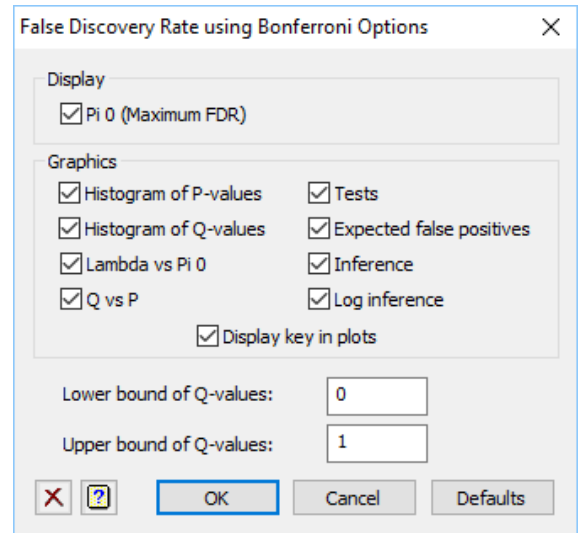 False Discovery Rate using Bonferroni Options
Display
Pi 0 (Maximum FDR)
Graphics
Histogram of P-values
Tests
Histogram of Q-values
Expected false positives
Lambda vs Pi 0
Inference
Q vs P
Log inference
Display key in plots
Lower bound of Q-values: 0
Upper bound of Q-values: 1
? OK Cancel Defaults